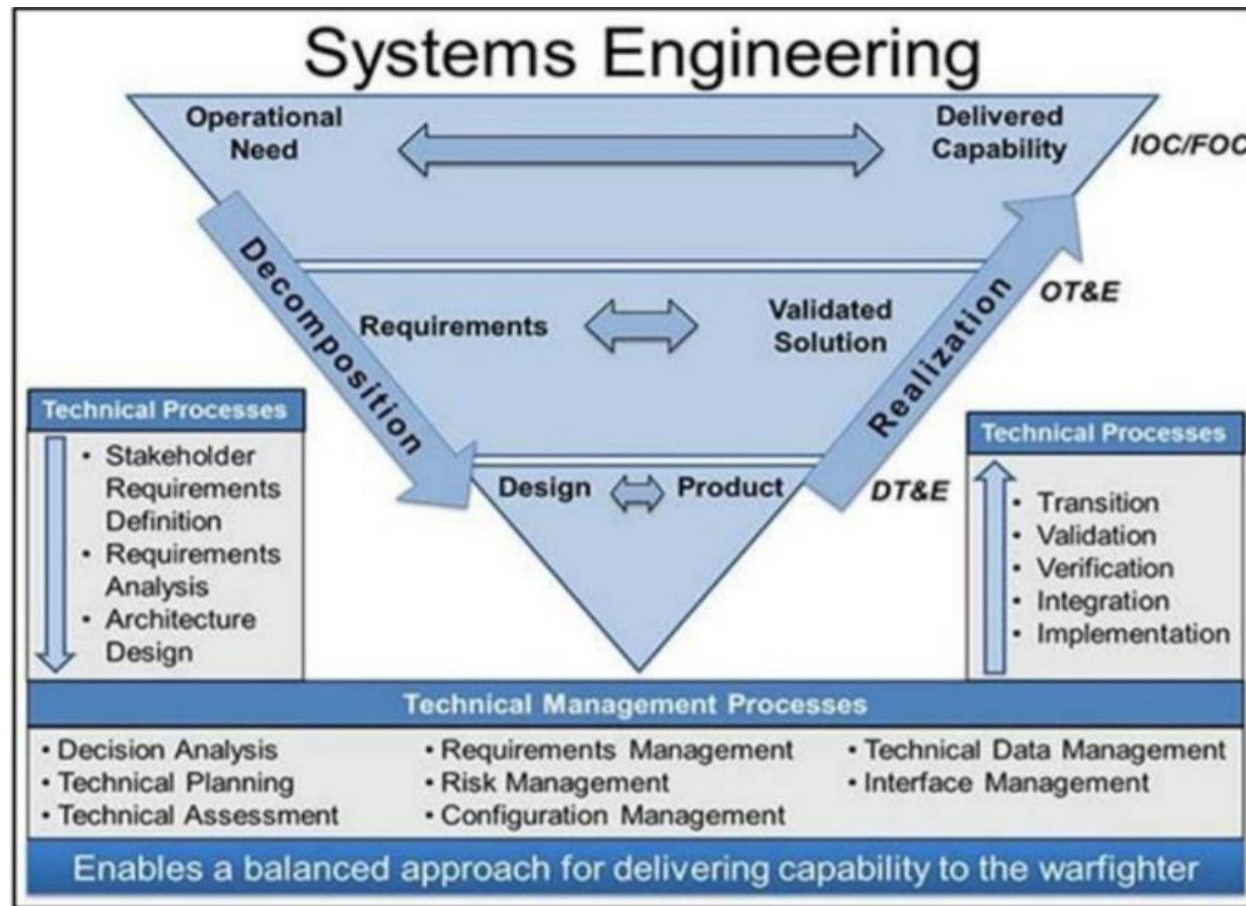 Systems Engineering
Operational
Need
Delivered
Capability
IOC/FOC
Decomposition
Requirements
Validated
Solution
Realization
OT&E
Design
Product
DT&E
Technical Processes
• Stakeholder
Requirements
Definition
• Requirements
Analysis
• Architecture
Design
Technical Processes
• Transition
• Validation
• Verification
• Integration
• Implementation
Technical Management Processes
• Decision Analysis
• Technical Planning
• Technical Assessment
• Requirements Management
• Risk Management
• Configuration Management
• Technical Data Management
• Interface Management
Enables a balanced approach for delivering capability to the warfighter